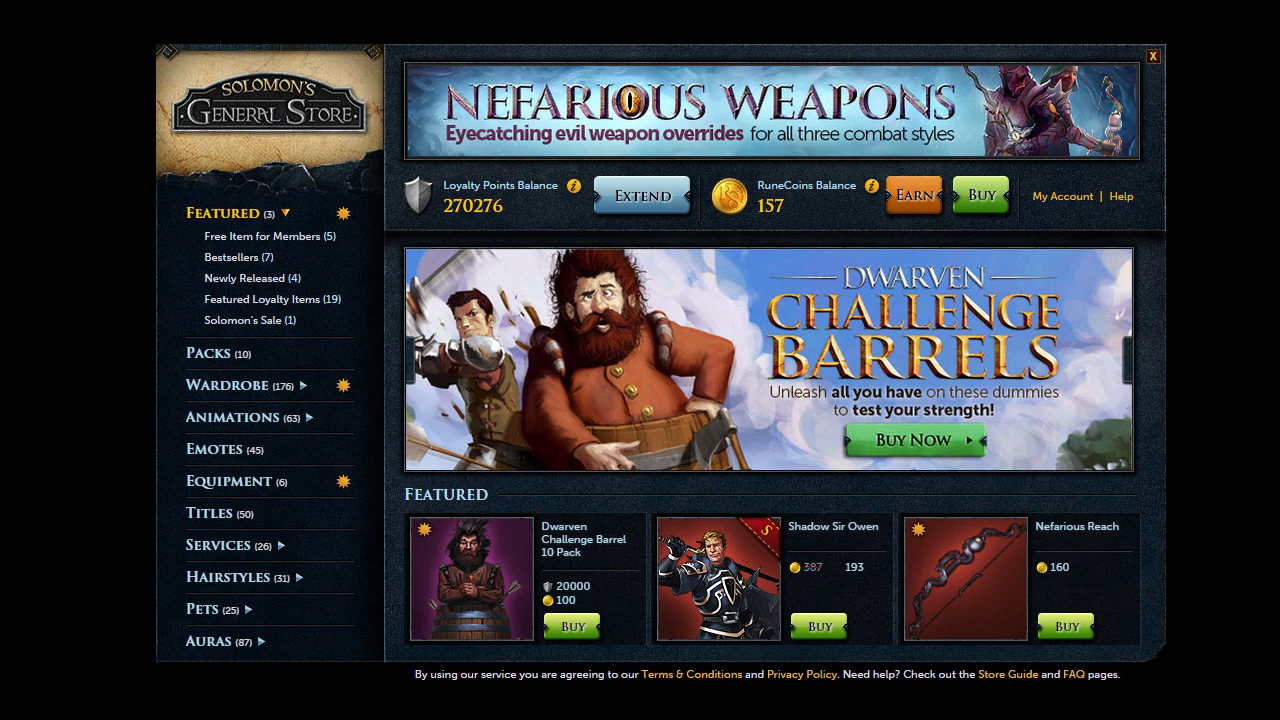 SOLOMON'S
GENERAL STORE
X
NEFARIOUS WEAPONS
Eyecatching evil weapon overrides for all three combat styles
Loyalty Points Balance i
270276
EXTEND
RuneCoins Balance i
157
EARN
BUY
My Account | Help
FEATURED (3)
Free Item for Members (5)
Bestsellers (7)
Newly Released (4)
Featured Loyalty Items (19)
Solomon's Sale (1)
PACKS (10)
WARDROBE (176)
ANIMATIONS (63)
EMOTES (45)
EQUIPMENT (6)
TITLES (50)
SERVICES (26)
HAIRSTYLES (31)
PETS (25)
AURAS (87)
DWARVEN
CHALLENGE
BARRELS
Unleash all you have on these dummies
to test your strength!
BUY NOW
FEATURED
Dwarven
Challenge Barrel
10 Pack
20000
100
BUY
S
Shadow Sir Owen
387 193
BUY
Nefarious Reach
160
BUY
By using our service you are agreeing to our Terms & Conditions and Privacy Policy. Need help? Check out the Store Guide and FAQ pages.